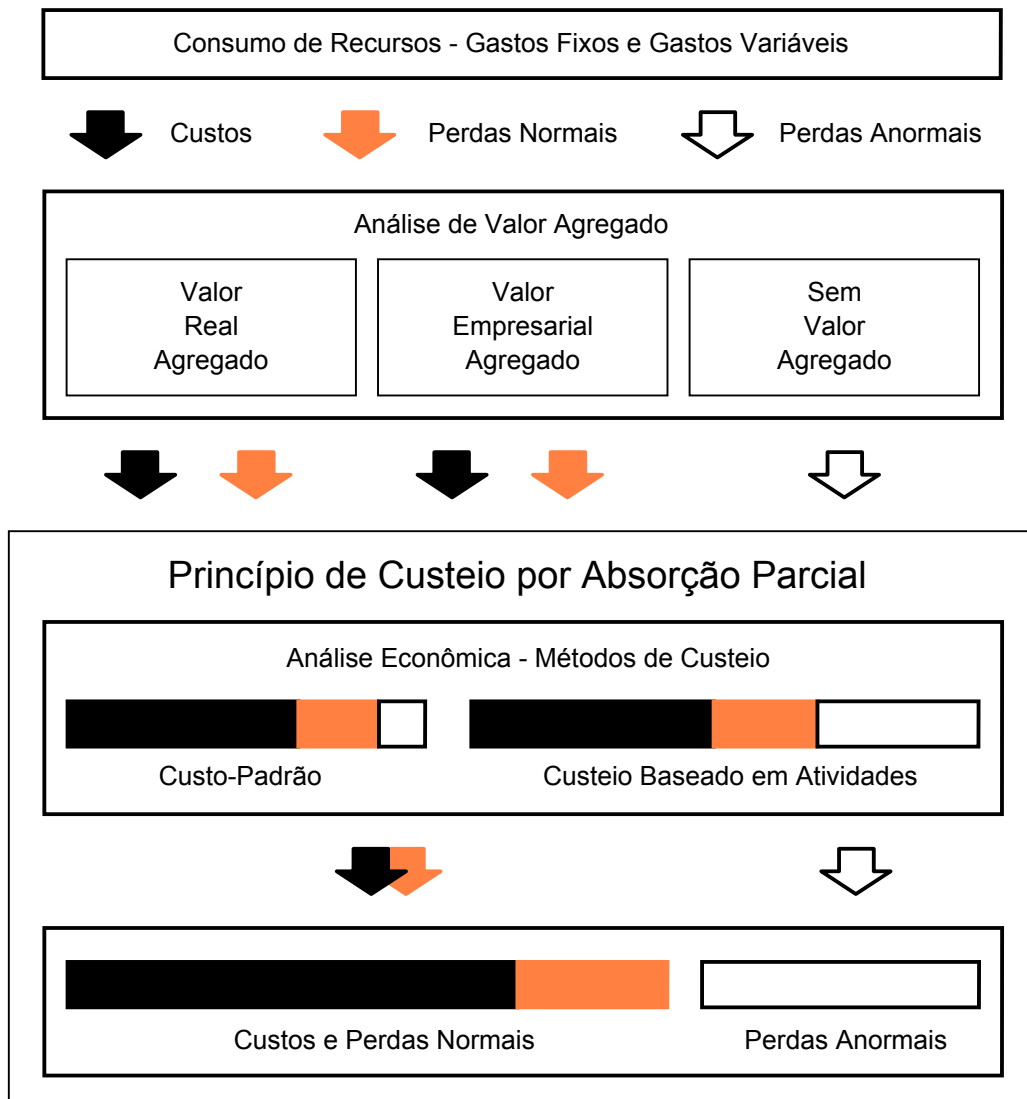 Consumo de Recursos - Gastos Fixos e Gastos Variáveis
Custos
Perdas Normais
Perdas Anormais
Análise de Valor Agregado
Valor
Real
Agregado
Valor
Empresarial
Agregado
Sem
Valor
Agregado
Princípio de Custeio por Absorção Parcial
Análise Econômica - Métodos de Custeio
Custo-Padrão
Custeio Baseado em Atividades
Custos e Perdas Normais
Perdas Anormais